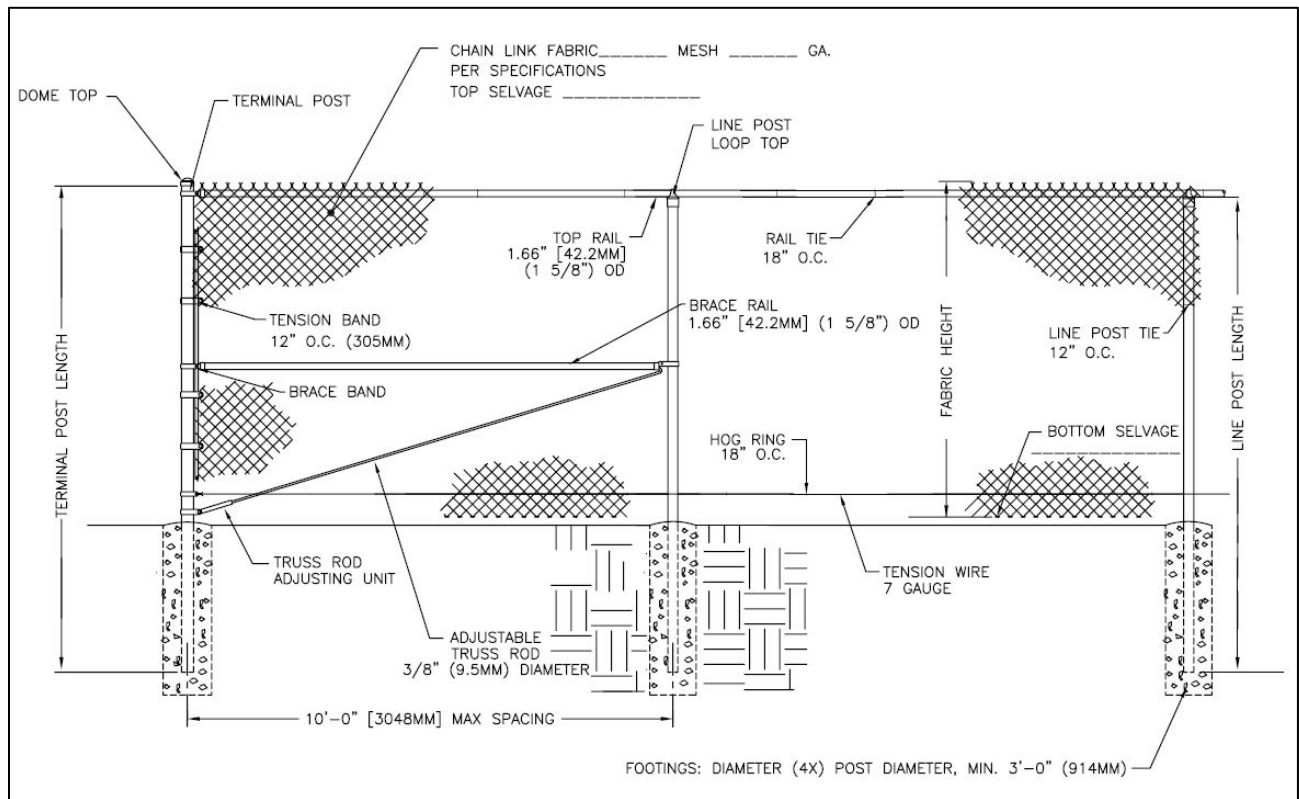 CHAIN LINK FABRIC______ MESH ______ GA.
PER SPECIFICATIONS
TOP SELVAGE ____________
DOME TOP
TERMINAL POST
LINE POST
LOOP TOP
TOP RAIL
1.66" [42.2MM]
(1 5/8") OD
RAIL TIE
18" O.C.
TENSION BAND
12" O.C. (305MM)
BRACE RAIL
1.66" [42.2MM] (1 5/8") OD
LINE POST TIE
12" O.C.
BRACE BAND
TERMINAL POST LENGTH
FABRIC HEIGHT
LINE POST LENGTH
HOG RING
18" O.C.
BOTTOM SELVAGE
____________
TRUSS ROD
ADJUSTING UNIT
TENSION WIRE
7 GAUGE
ADJUSTABLE
TRUSS ROD
3/8" (9.5MM) DIAMETER
10'-0" [3048MM] MAX SPACING
FOOTINGS: DIAMETER (4X) POST DIAMETER, MIN. 3'-0" (914MM)